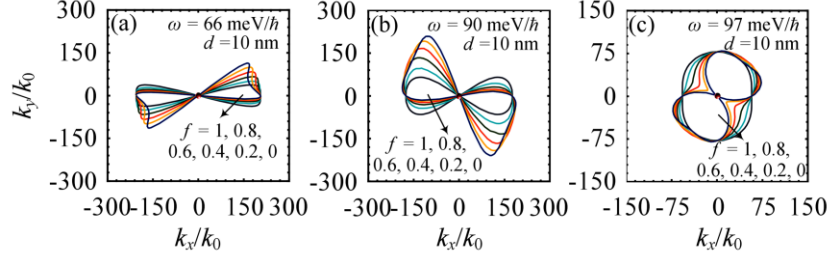 (a)
ω = 66 meV/ħ
d =10 nm
f = 1, 0.8,
0.6, 0.4, 0.2, 0
300
150
0
-150
-300
-300 -150 0 150 300
k_y/k_0
k_x/k_0
(b)
ω = 90 meV/ħ
d =10 nm
f = 1, 0.8,
0.6, 0.4, 0.2, 0
300
150
0
-150
-300
-300 -150 0 150 300
k_x/k_0
(c)
ω = 97 meV/ħ
d =10 nm
f = 1, 0.8,
0.6, 0.4, 0.2, 0
150
75
0
-75
-150
-150 -75 0 75 150
k_x/k_0